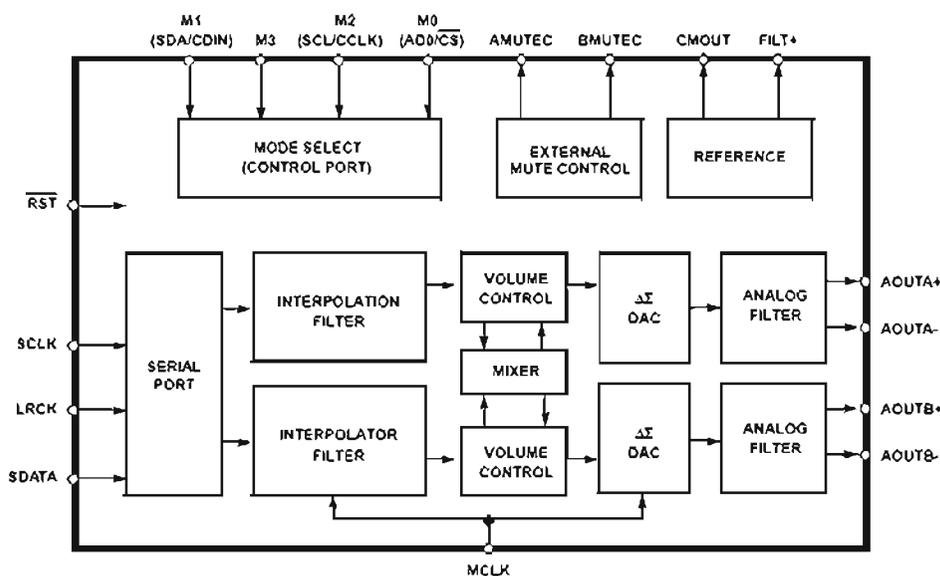 M1
(SDA/CDIN)
M3
M2
(SCL/CCLK)
M0
(AD0/CS)
AMUTEC
BMUTEC
CMOUT
FILT+
MODE SELECT
(CONTROL PORT)
EXTERNAL
MUTE CONTROL
REFERENCE
RST
SERIAL
PORT
INTERPOLATION
FILTER
VOLUME
CONTROL
ΔΣ
DAC
ANALOG
FILTER
AOUTA+
AOUTA-
SCLK
LRCK
SDATA
MIXER
INTERPOLATOR
FILTER
VOLUME
CONTROL
ΔΣ
DAC
ANALOG
FILTER
AOUTB+
AOUTB-
MCLK